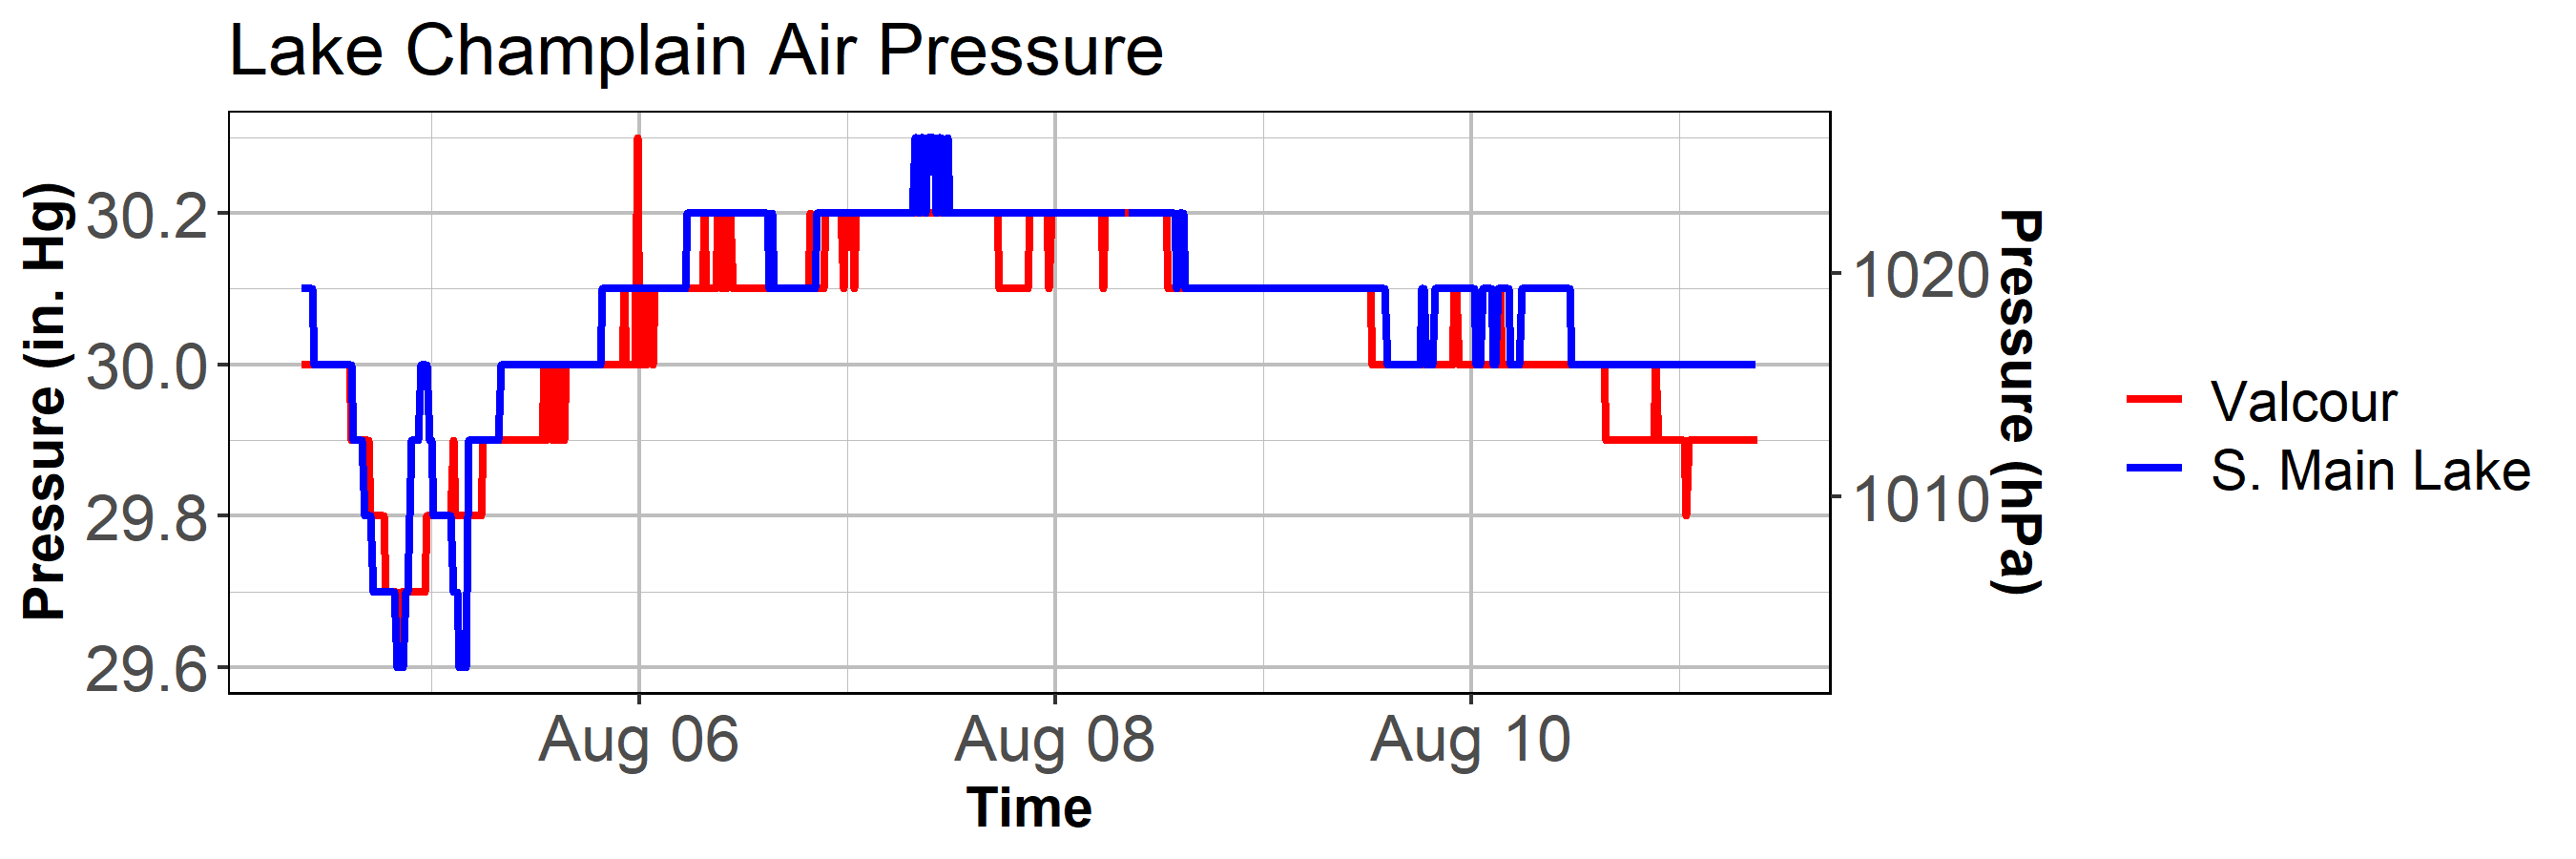 Lake Champlain Air Pressure
Pressure (in. Hg)
30.2
30.0
29.8
29.6
Aug 06 Aug 08 Aug 10
Time
1020
1010
Pressure (hPa)
Valcour
S. Main Lake